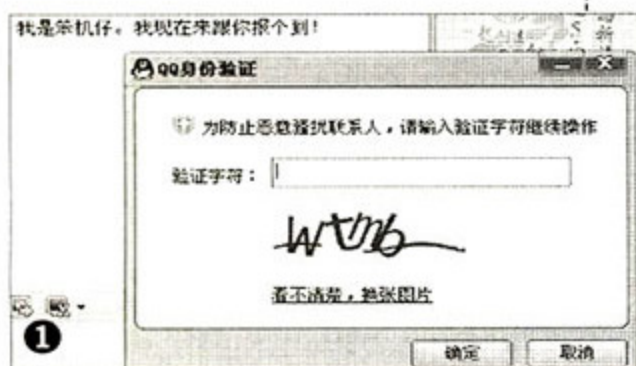 我是笨机仔。我现在来跟你报个到！
QQ身份验证
为防止恶意骚扰联系人，请输入验证字符继续操作
验证字符：
看不清楚，换张图片
❶
确定 取消